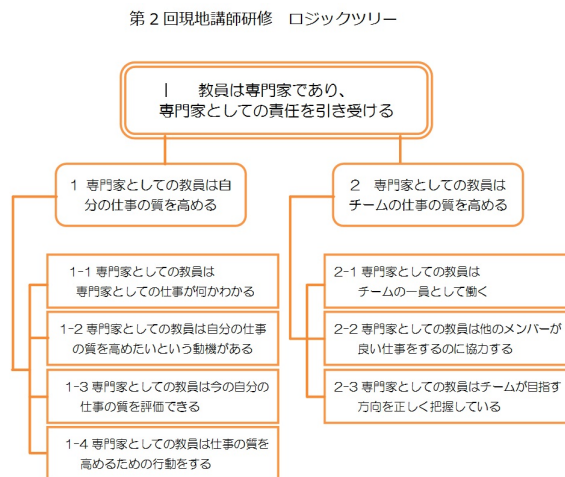 第2回現地講師研修　ロジックツリー
Ⅰ　教員は専門家であり、
専門家としての責任を引き受ける
1 専門家としての教員は自
分の仕事の質を高める
2　専門家としての教員は
チームの仕事の質を高める
1-1 専門家としての教員は
専門家としての仕事が何かわかる
1-2 専門家としての教員は自分の仕事
の質を高めたいという動機がある
1-3 専門家としての教員は今の自分の
仕事の質を評価できる
1-4 専門家としての教員は仕事の質を
高めるための行動をする
2-1 専門家としての教員は
チームの一員として働く
2-2 専門家としての教員は他のメンバーが
良い仕事をするのに協力する
2-3 専門家としての教員はチームが目指す
方向を正しく把握している